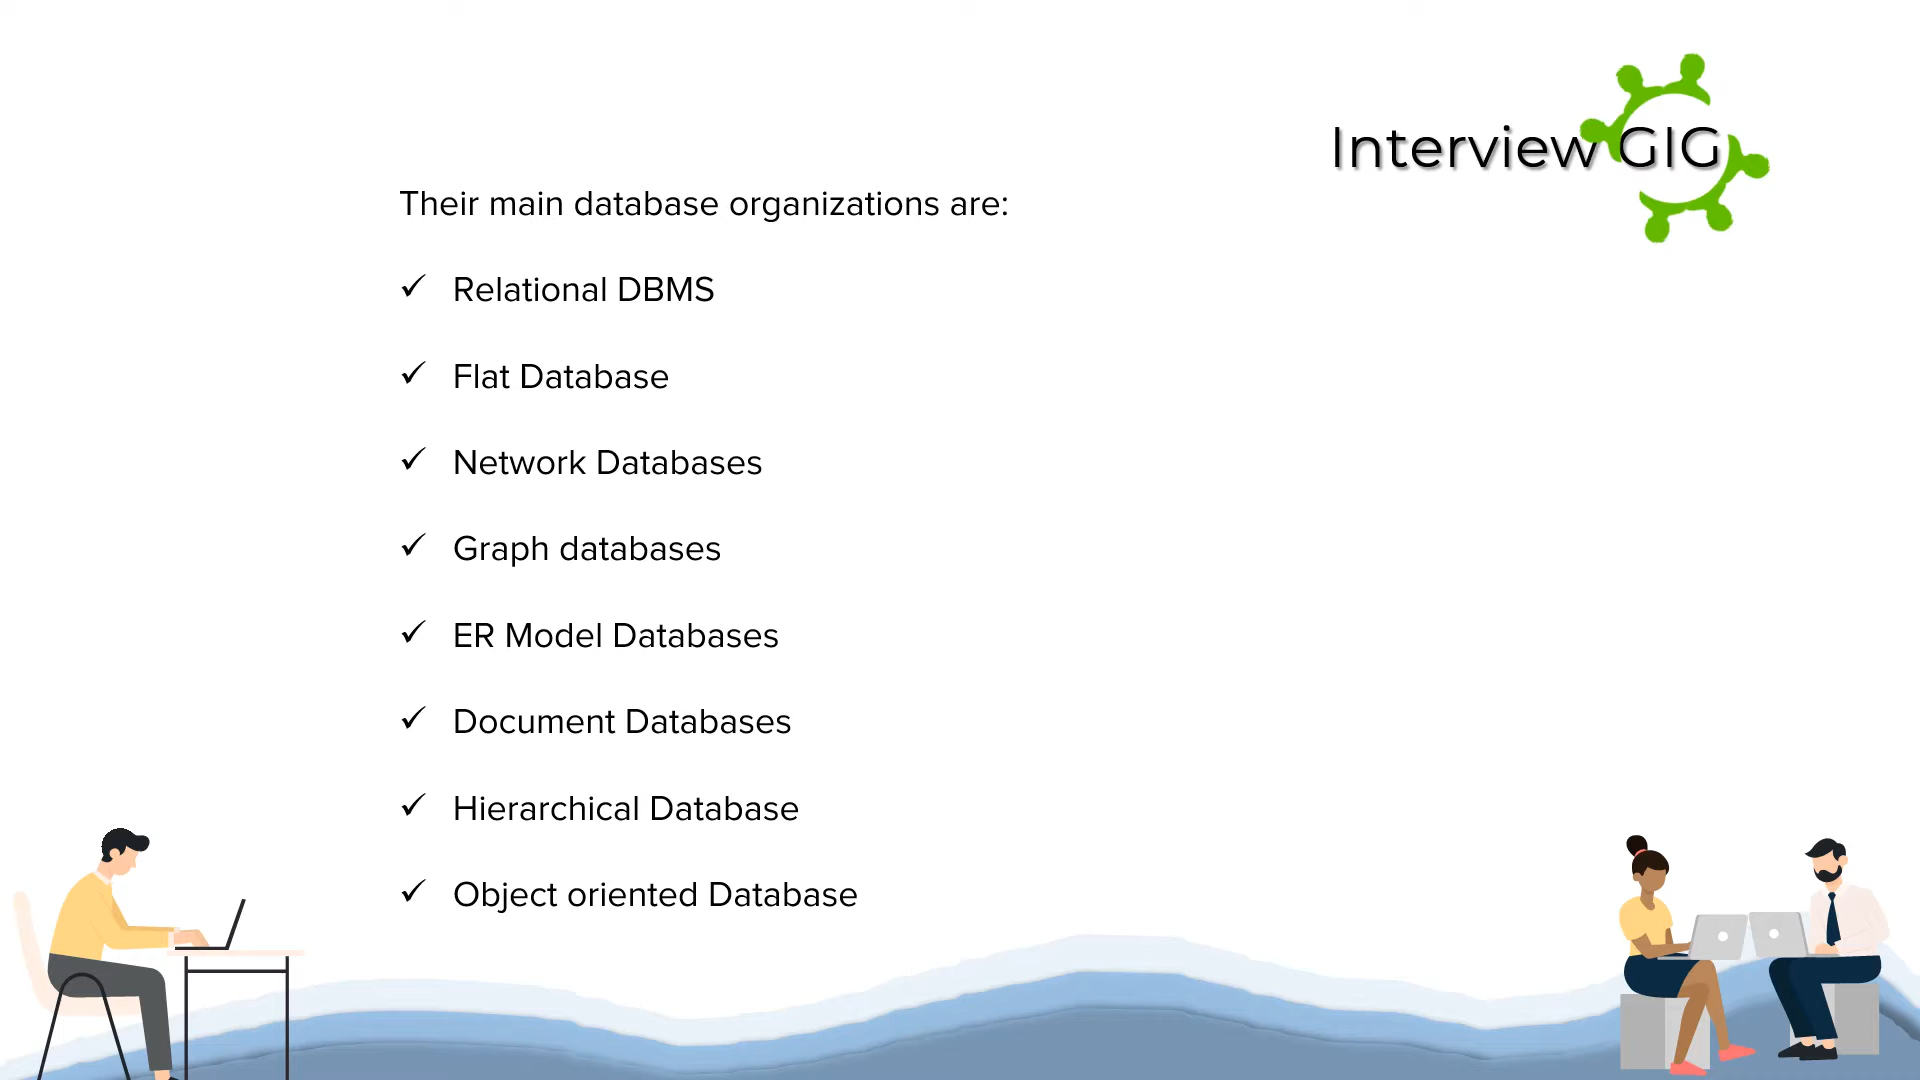 Interview GIG
Their main database organizations are:
✓ Relational DBMS
✓ Flat Database
✓ Network Databases
✓ Graph databases
✓ ER Model Databases
✓ Document Databases
✓ Hierarchical Database
✓ Object oriented Database